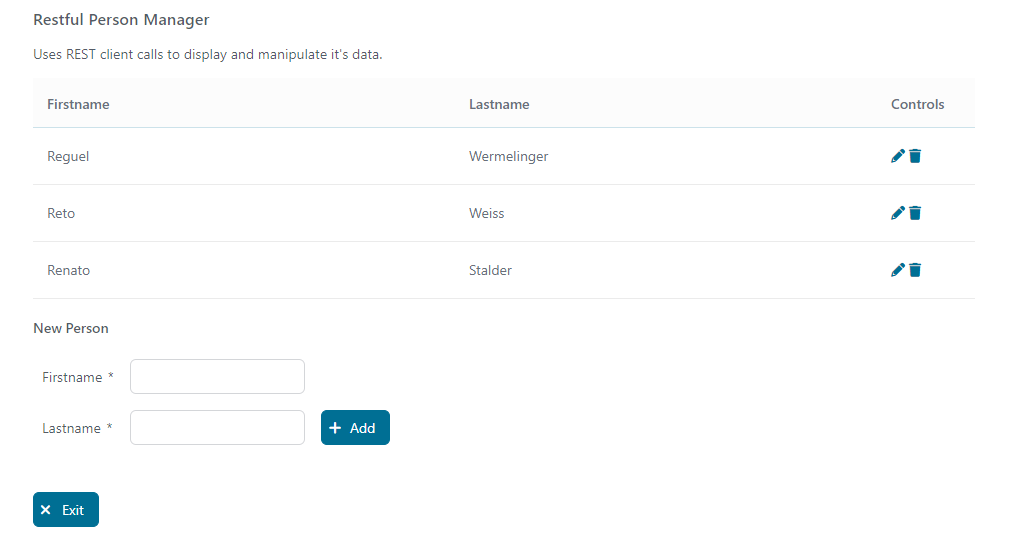 Restful Person Manager
Uses REST client calls to display and manipulate it's data.
Firstname Lastname Controls
Reguel Wermelinger
Reto Weiss
Renato Stalder
New Person
Firstname *
Lastname * Add
Exit